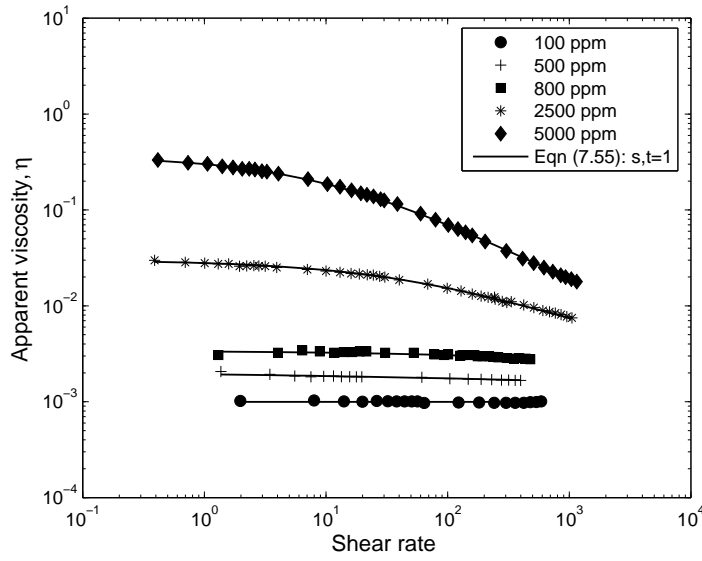 10^1
10^0
10^-1
10^-2
10^-3
10^-4
Apparent viscosity, η
100 ppm
500 ppm
800 ppm
2500 ppm
5000 ppm
Eqn (7.55): s,t=1
10^-1
10^0
10^1
10^2
10^3
10^4
Shear rate